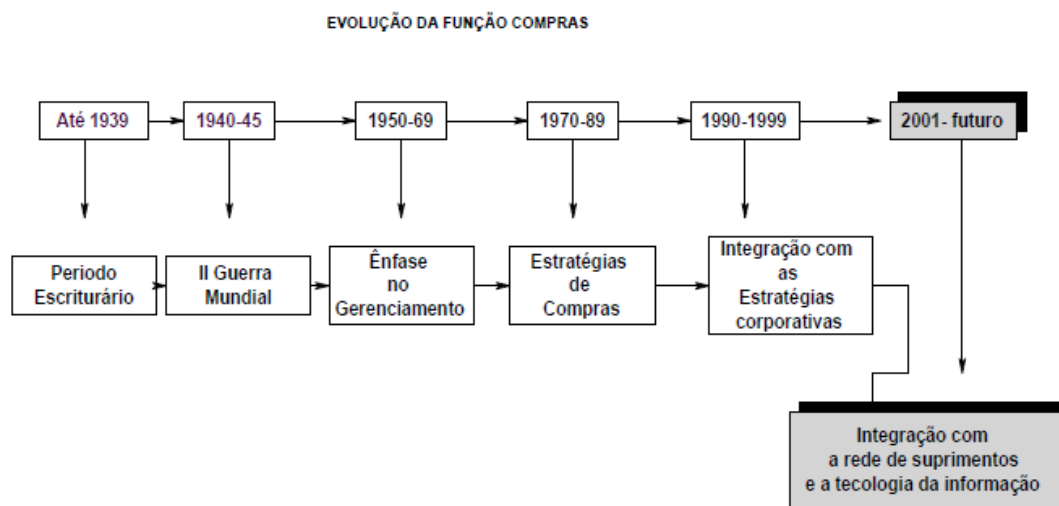 EVOLUÇÃO DA FUNÇÃO COMPRAS
Até 1939
1940-45
1950-69
1970-89
1990-1999
2001- futuro
Periodo
Escriturário
II Guerra
Mundial
Ênfase
no
Gerenciamento
Estratégias
de
Compras
Integração com
as
Estratégias
corporativas
Integração com
a rede de suprimentos
e a tecologia da informação